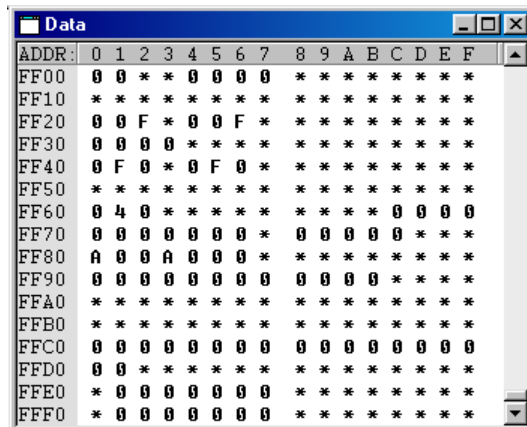 Data
ADDR: 0 1 2 3 4 5 6 7 8 9 A B C D E F
FF00 0 0 * * 0 0 0 0 * * * * * * * *
FF10 * * * * * * * * * * * * * * * *
FF20 0 0 F * 0 0 F * * * * * * * * *
FF30 0 0 0 0 * * * * * * * * * * * *
FF40 0 F 0 * 0 F 0 * * * * * * * * *
FF50 * * * * * * * * * * * * * * * *
FF60 0 4 0 * * * * * * * * * 0 0 0 0
FF70 0 0 0 0 0 0 0 * 0 0 0 0 0 * * *
FF80 A 0 0 A 0 0 0 * * * * * * * * *
FF90 0 0 0 0 0 0 0 0 0 0 0 0 * * * *
FFA0 * * * * * * * * * * * * * * * *
FFB0 * * * * * * * * * * * * * * * *
FFC0 0 0 0 0 0 0 0 0 0 0 0 0 0 0 0 0
FFD0 0 0 * * * * * * * * * * * * * *
FFE0 * 0 0 0 0 0 0 0 * * * * * * * *
FFF0 * 0 0 0 0 0 0 0 * * * * * * * *